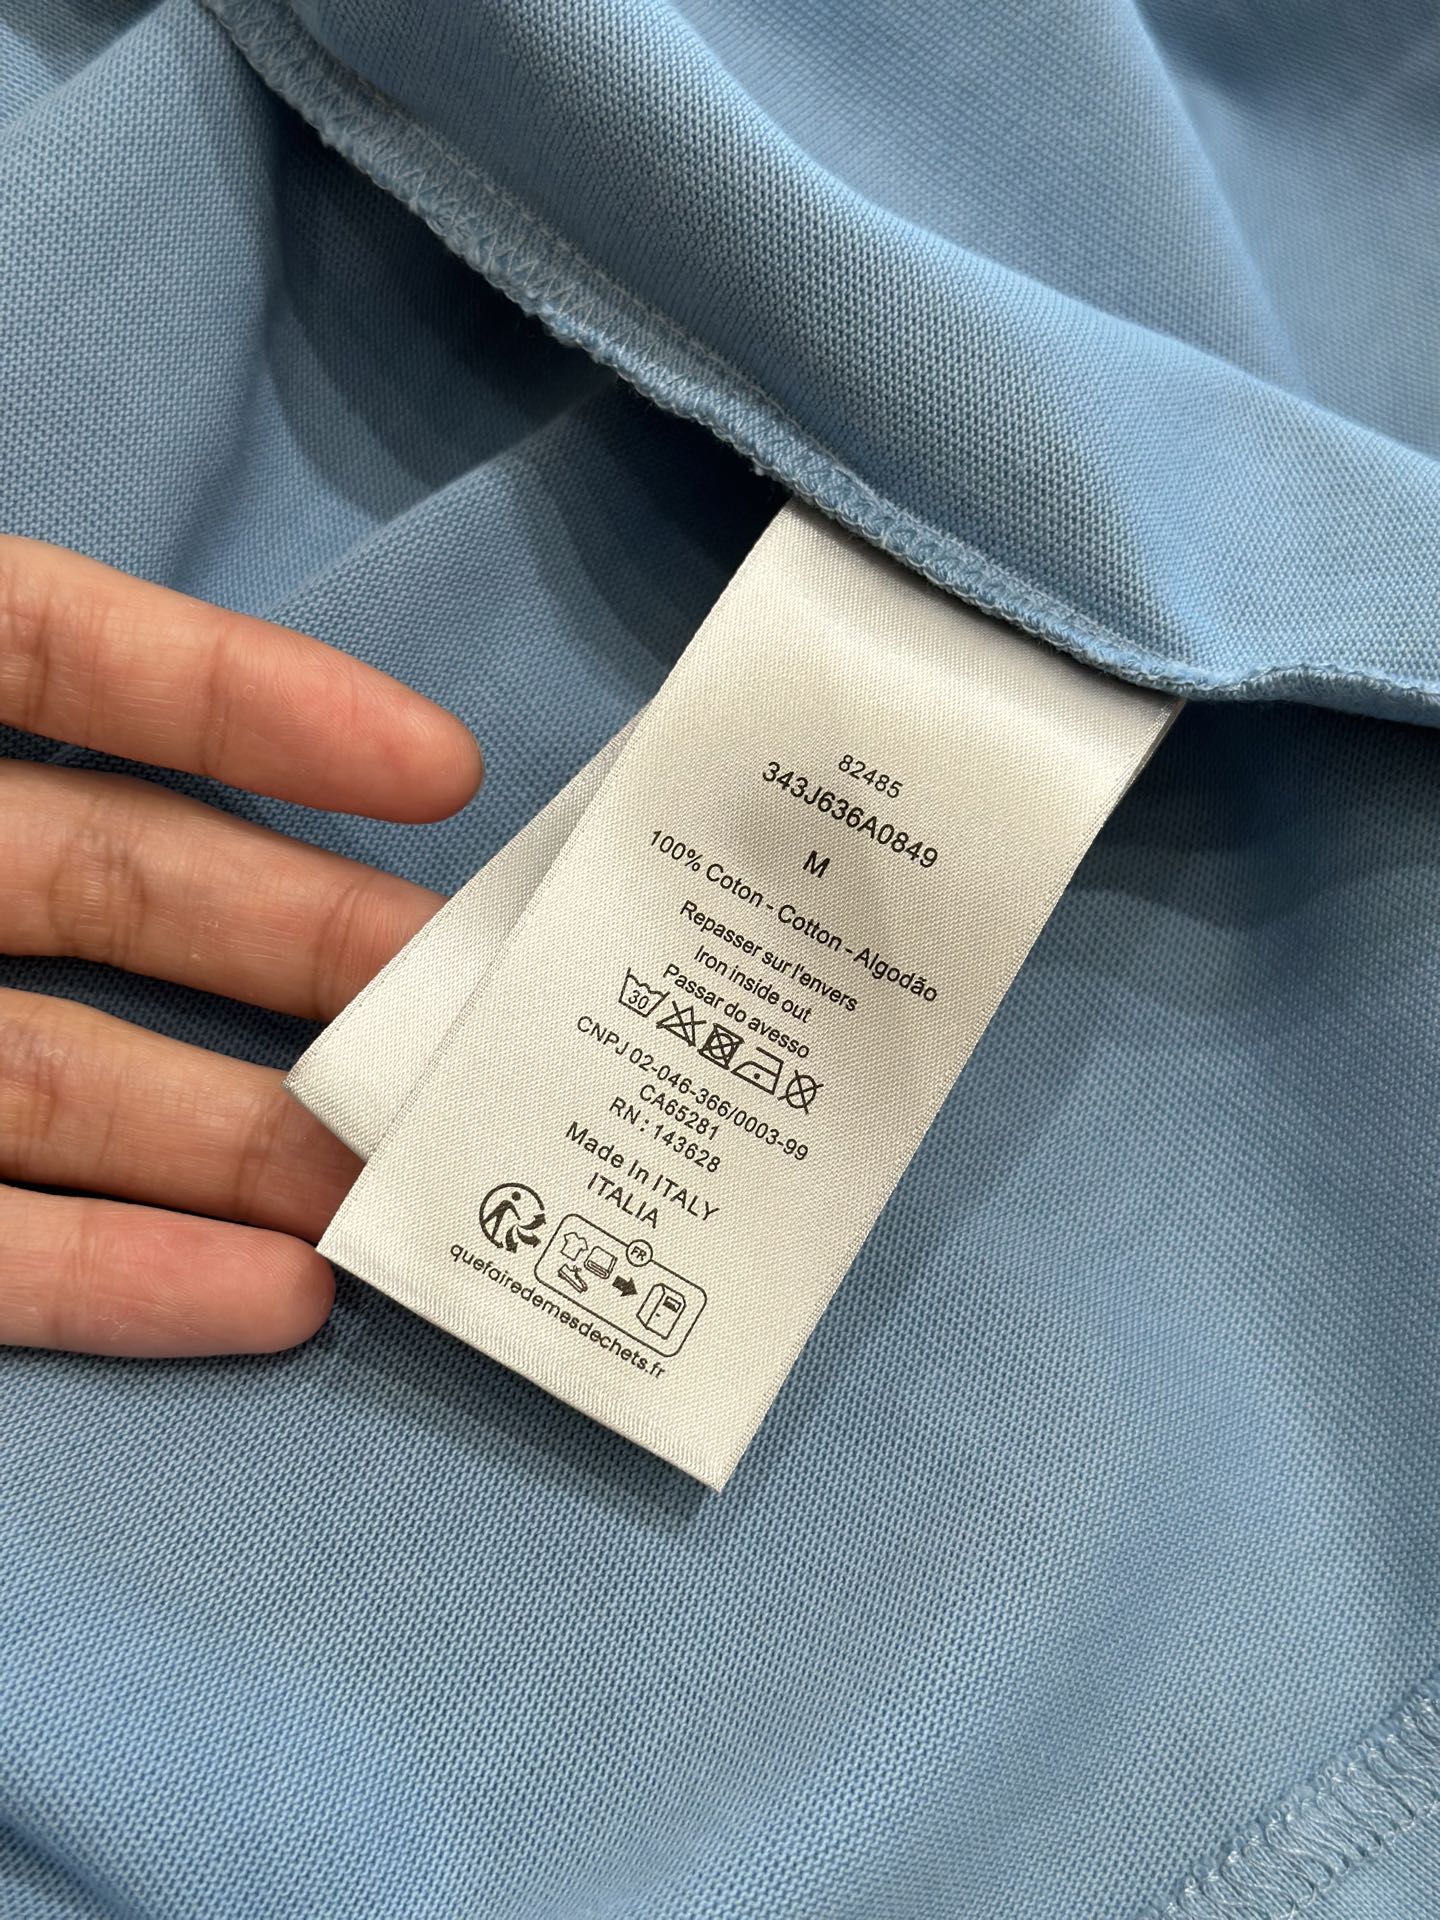 82485
343J636A0849
M
100% Coton - Cotton - Algodão
Repasser sur l'envers
Iron inside out
Passar do avesso
30
CNPJ 02-046-366/0003-99
CA65281
RN : 143628
Made In ITALY
ITALIA
FR
quefairedemesdechets.fr